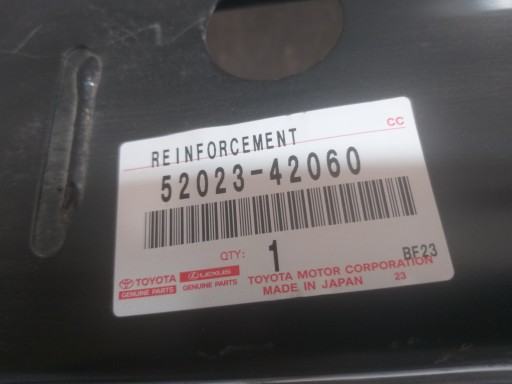 CC
REINFORCEMENT
52023-42060
QTY: 1
BF23
TOYOTA GENUINE PARTS
LEXUS GENUINE PARTS
TOYOTA MOTOR CORPORATION
MADE IN JAPAN 23